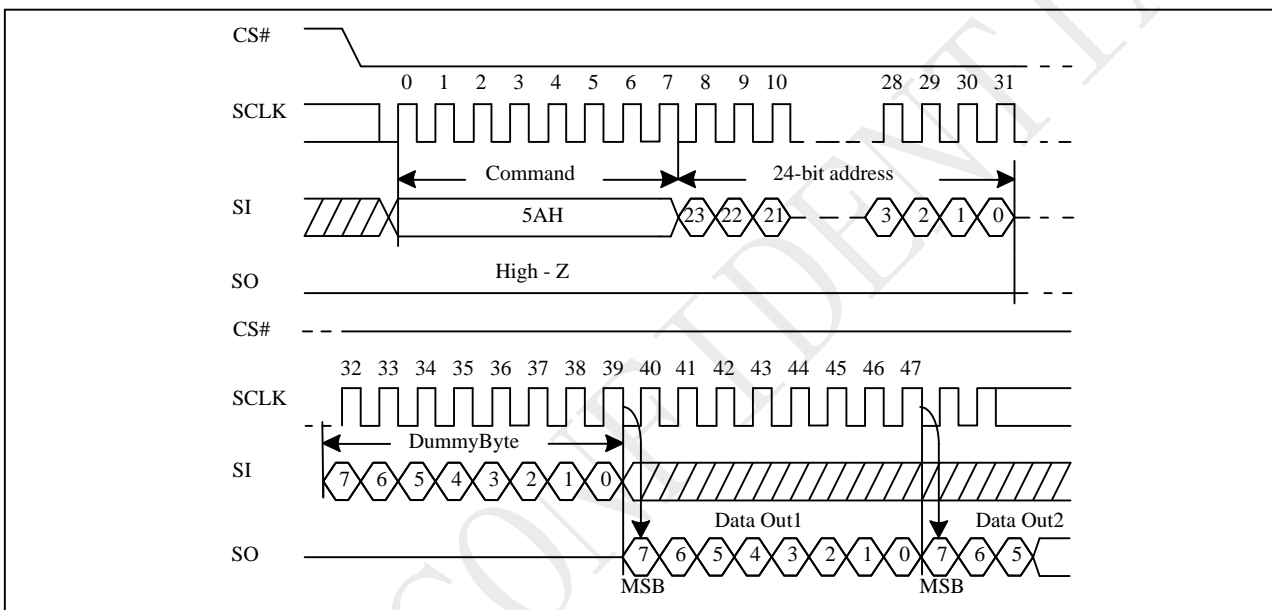 CS#
0 1 2 3 4 5 6 7 8 9 10 28 29 30 31
SCLK
Command 24-bit address
SI 5AH 23 22 21 3 2 1 0
High - Z
SO
CS#
32 33 34 35 36 37 38 39 40 41 42 43 44 45 46 47
SCLK
DummyByte
SI 7 6 5 4 3 2 1 0
Data Out1 Data Out2
SO 7 6 5 4 3 2 1 0 7 6 5
MSB MSB
CONFIDENTIA